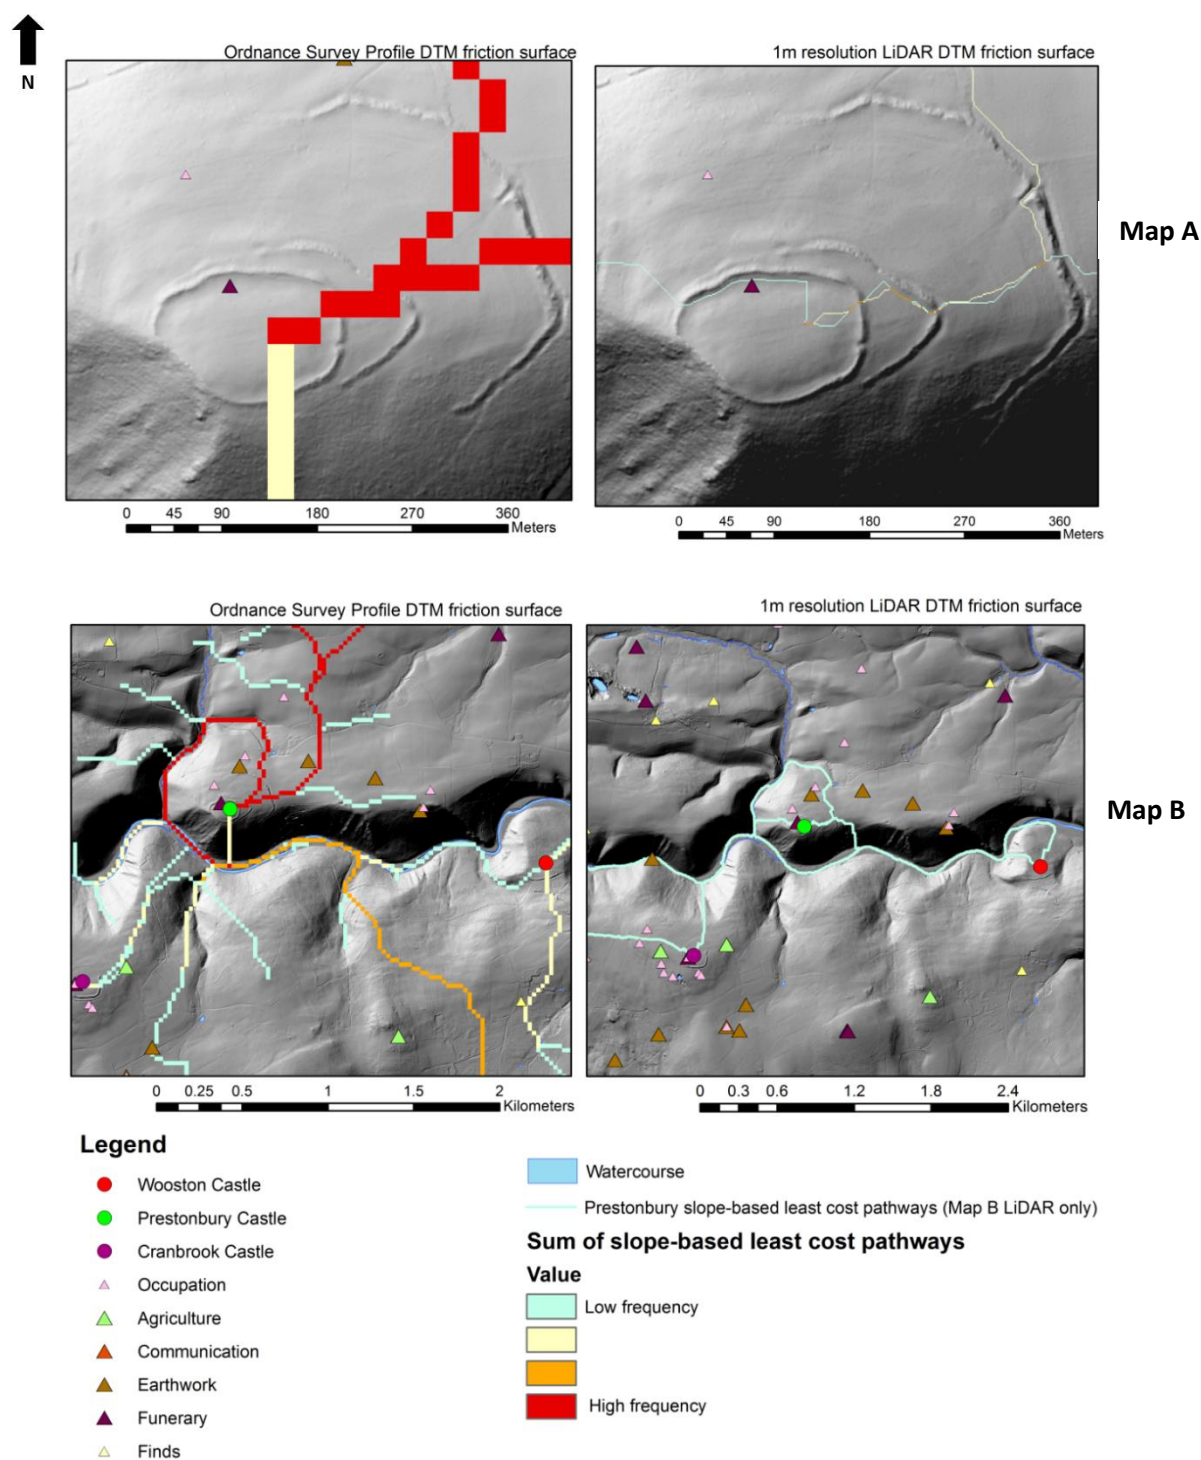 N
Ordnance Survey Profile DTM friction surface
1m resolution LiDAR DTM friction surface
Map A
0 45 90 180 270 360
Meters
0 45 90 180 270 360
Meters
Ordnance Survey Profile DTM friction surface
1m resolution LiDAR DTM friction surface
Map B
0 0.25 0.5 1 1.5 2
Kilometers
0 0.3 0.6 1.2 1.8 2.4
Kilometers
Legend
Wooston Castle
Prestonbury Castle
Cranbrook Castle
Occupation
Agriculture
Communication
Earthwork
Funerary
Finds
Watercourse
Prestonbury slope-based least cost pathways (Map B LiDAR only)
Sum of slope-based least cost pathways
Value
Low frequency
High frequency